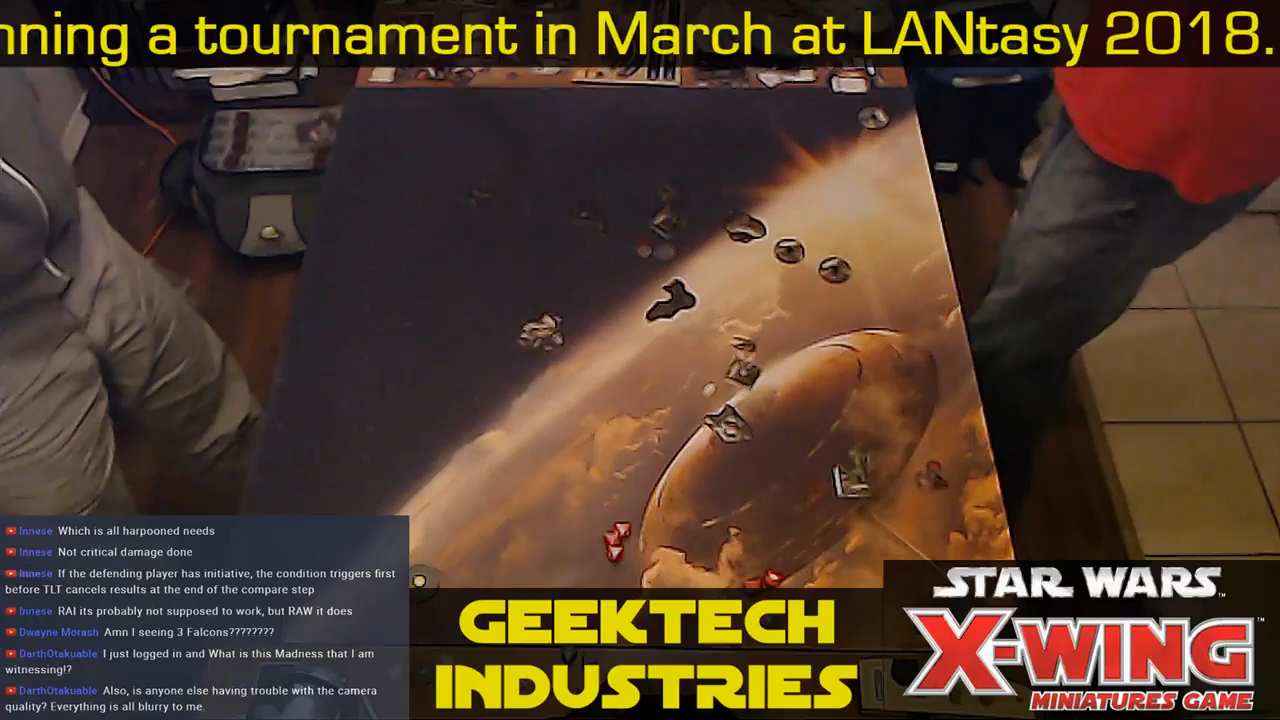 nning a tournament in March at LANtasy 2018.
Innese Which is all harpooned needs
Innese Not critical damage done
Innese If the defending player has initiative, the condition triggers first
before TLT cancels results at the end of the compare step
Innese RAI its probably not supposed to work, but RAW it does
Dwayne Morash Amn I seeing 3 Falcons????????
DarthOtakuable I just logged in and What is this Madness that I am
witnessing!?
DarthOtakuable Also, is anyone else having trouble with the camera
quality? Everything is all blurry to me.
GEEKTECH
INDUSTRIES
STAR WARS™
X-WING™
MINIATURES GAME